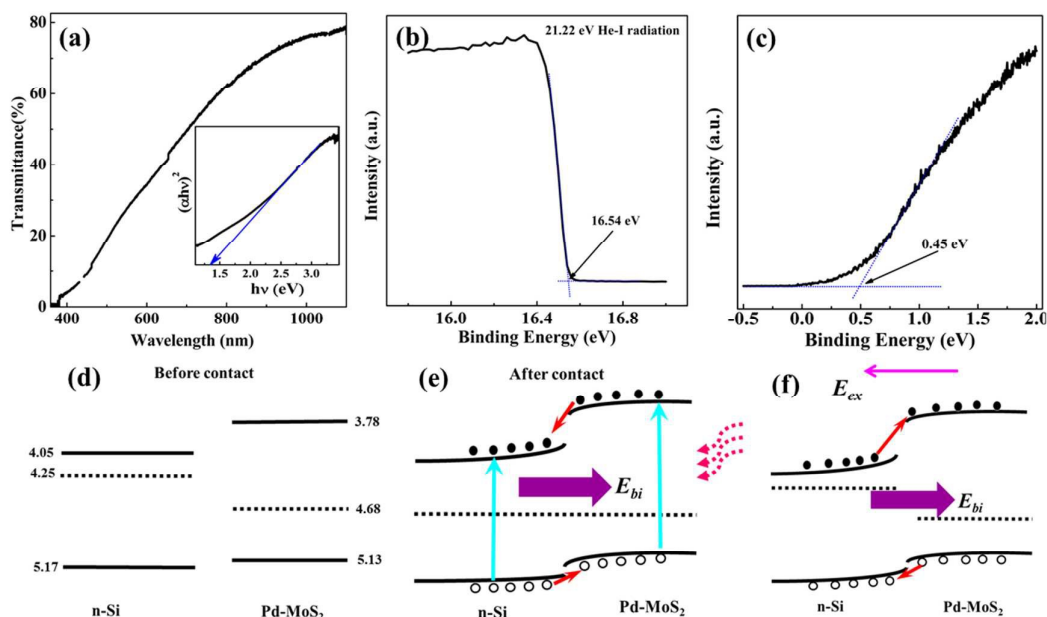 (a)
80
60
40
20
0
Transmittance(%)
400
600
800
1000
Wavelength (nm)
(αhν)²
1.5
2.0
2.5
3.0
hν (eV)
(b)
21.22 eV He-I radiation
Intensity (a.u.)
16.54 eV
16.0
16.4
16.8
Binding Energy (eV)
(c)
Intensity (a.u.)
0.45 eV
-0.5
0.0
0.5
1.0
1.5
2.0
Binding Energy (eV)
(d)
Before contact
4.05
4.25
5.17
3.78
4.68
5.13
n-Si
Pd-MoS₂
(e)
After contact
E_bi
n-Si
Pd-MoS₂
(f)
E_ex
E_bi
n-Si
Pd-MoS₂